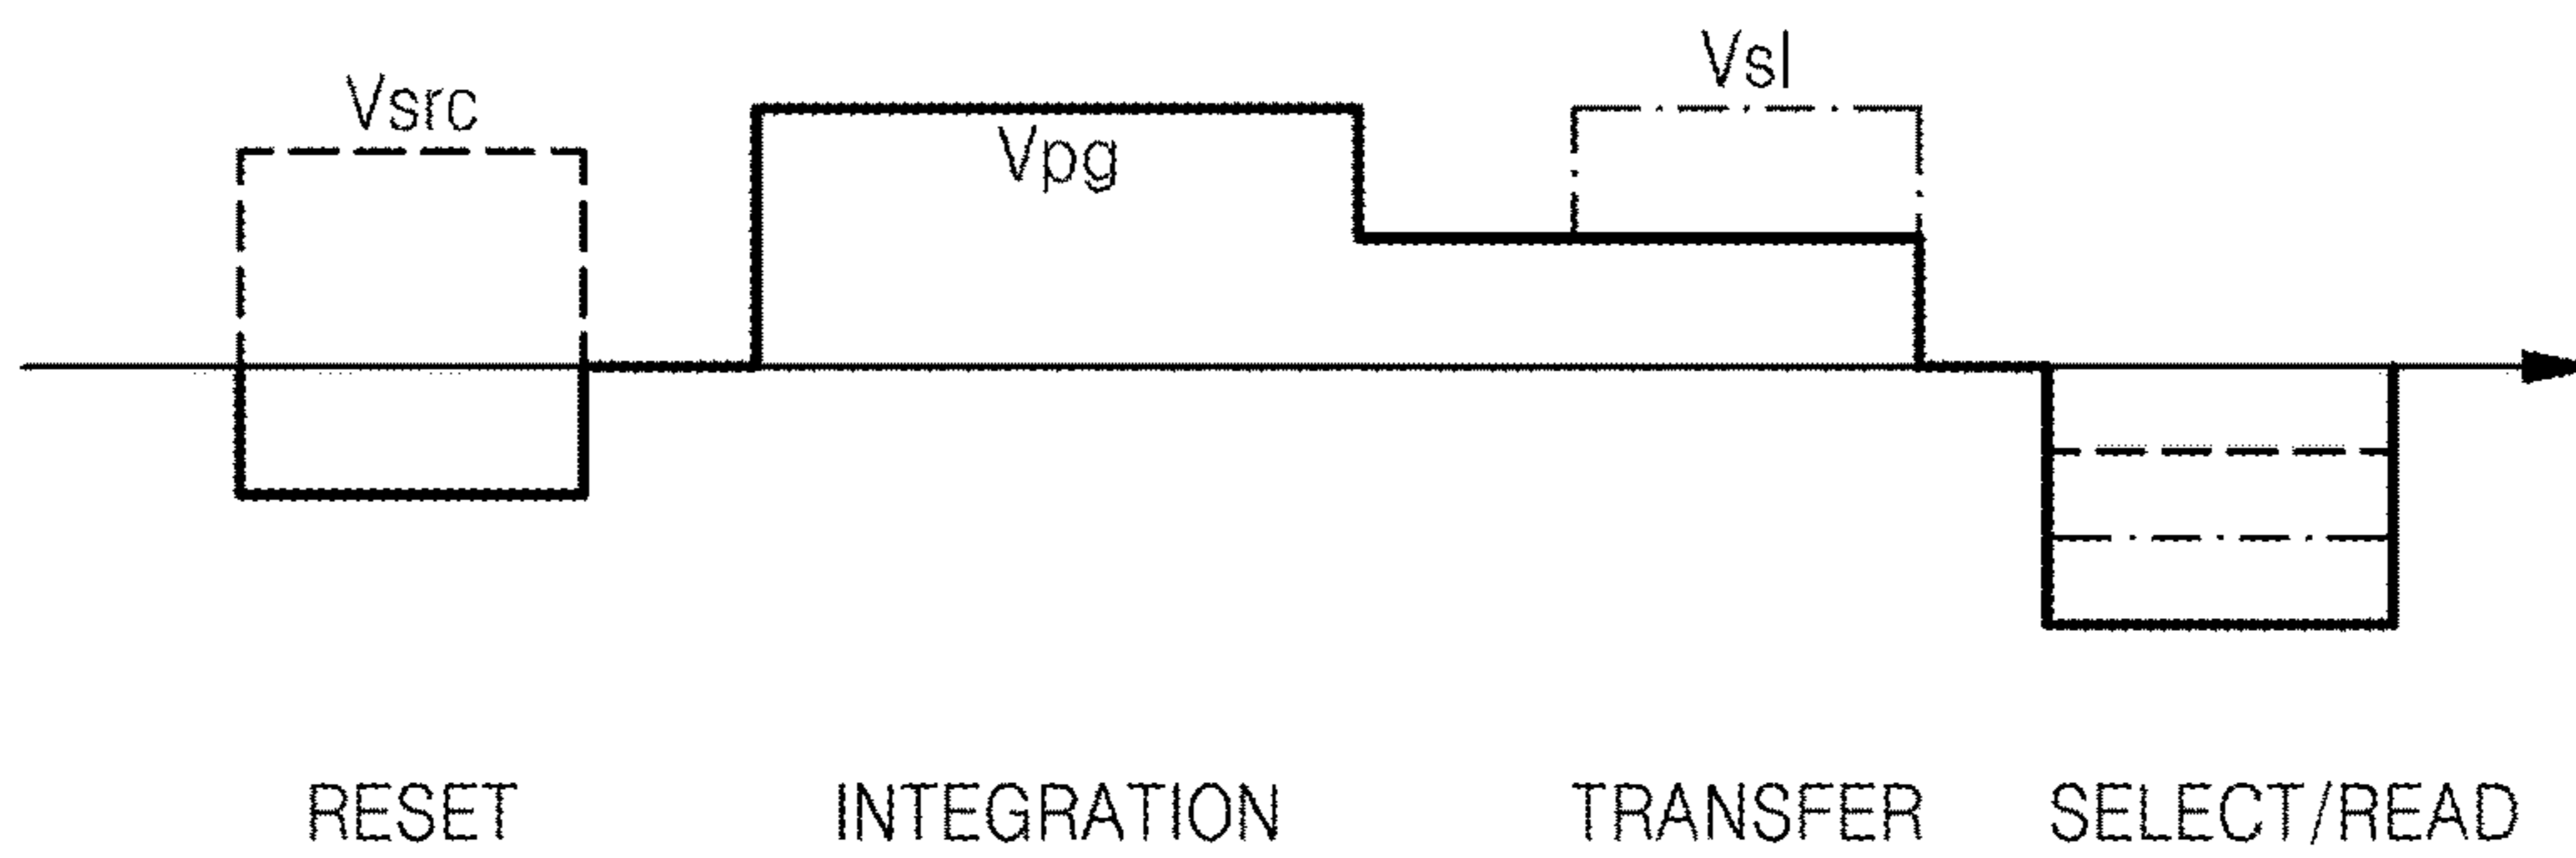 Vsl
Vsrc
Vpg
RESET INTEGRATION TRANSFER SELECT/READ